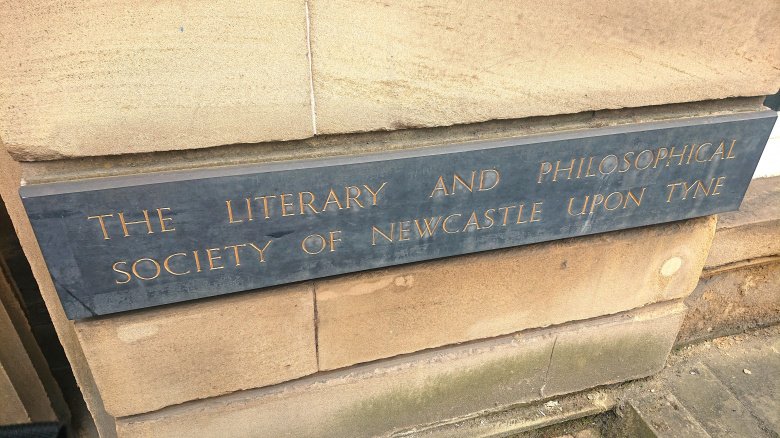 THE LITERARY AND PHILOSOPHICAL
SOCIETY OF NEWCASTLE UPON TYNE